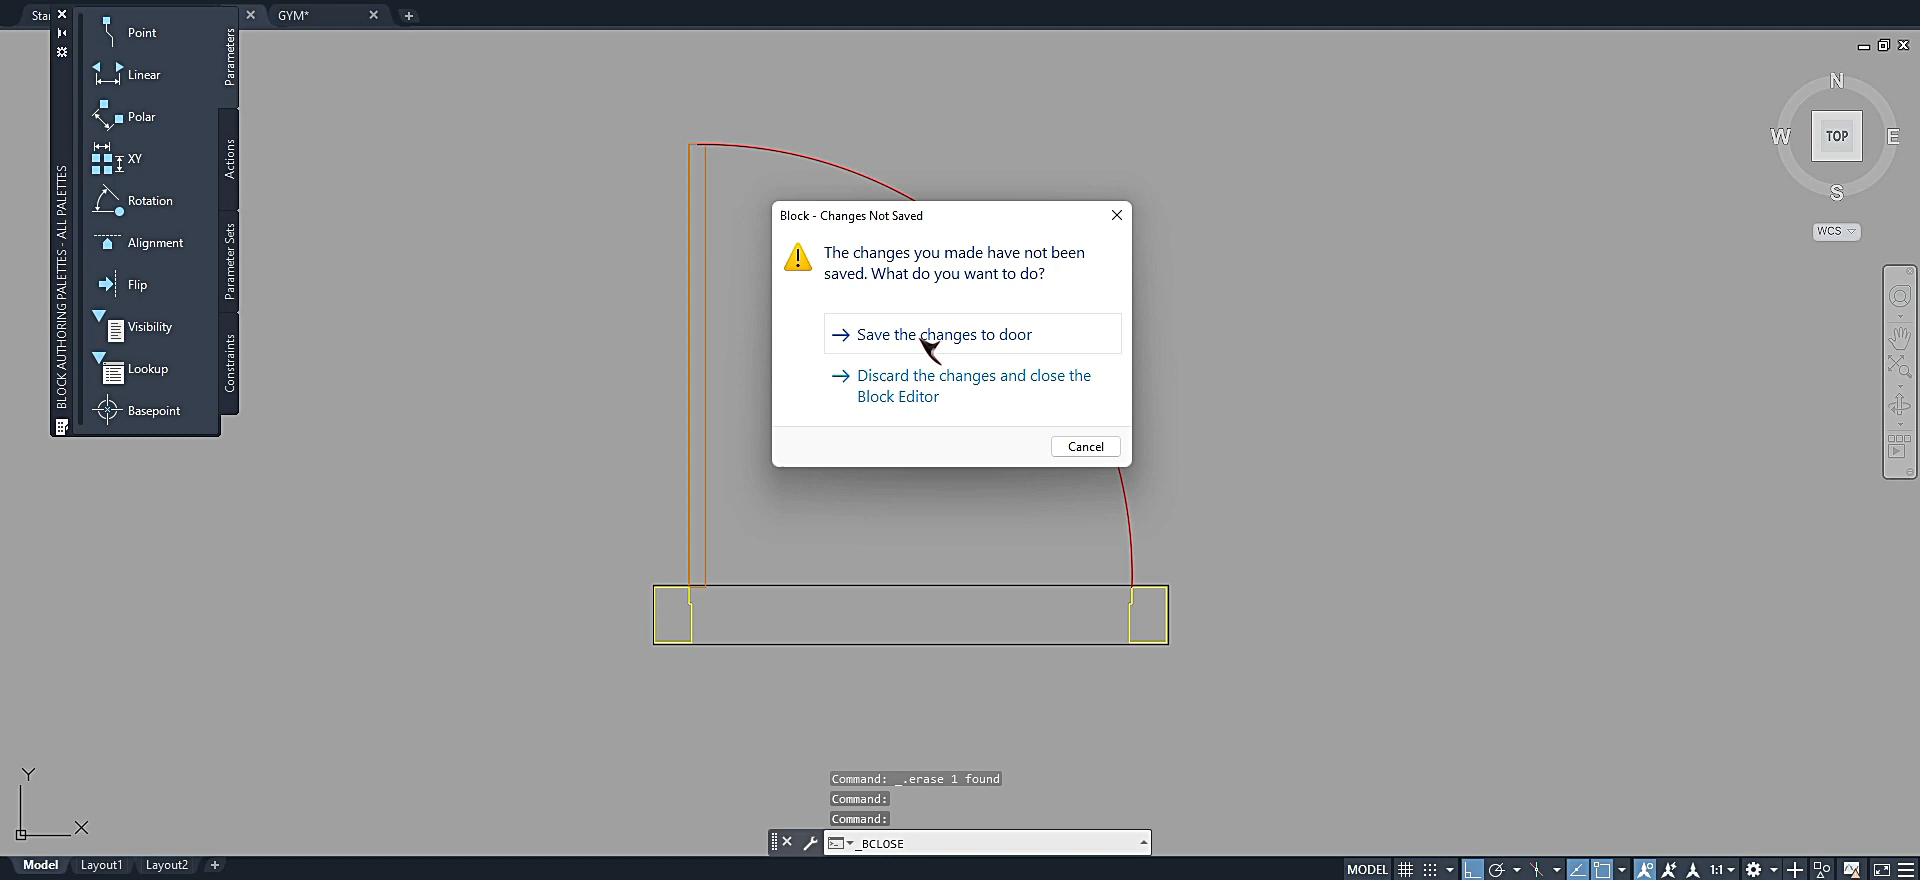 Sta
GYM*
Point
Linear
Polar
XY
Rotation
Alignment
Flip
Visibility
Lookup
Basepoint
Parameters
Actions
Parameter Sets
Constraints
BLOCK AUTHORING PALETTES - ALL PALETTES
N
W
TOP
E
S
WCS
Block - Changes Not Saved
The changes you made have not been
saved. What do you want to do?
Save the changes to door
Discard the changes and close the
Block Editor
Cancel
Y
X
Command: _.erase 1 found
Command:
Command:
_BCLOSE
Model Layout1 Layout2 +
MODEL
1:1